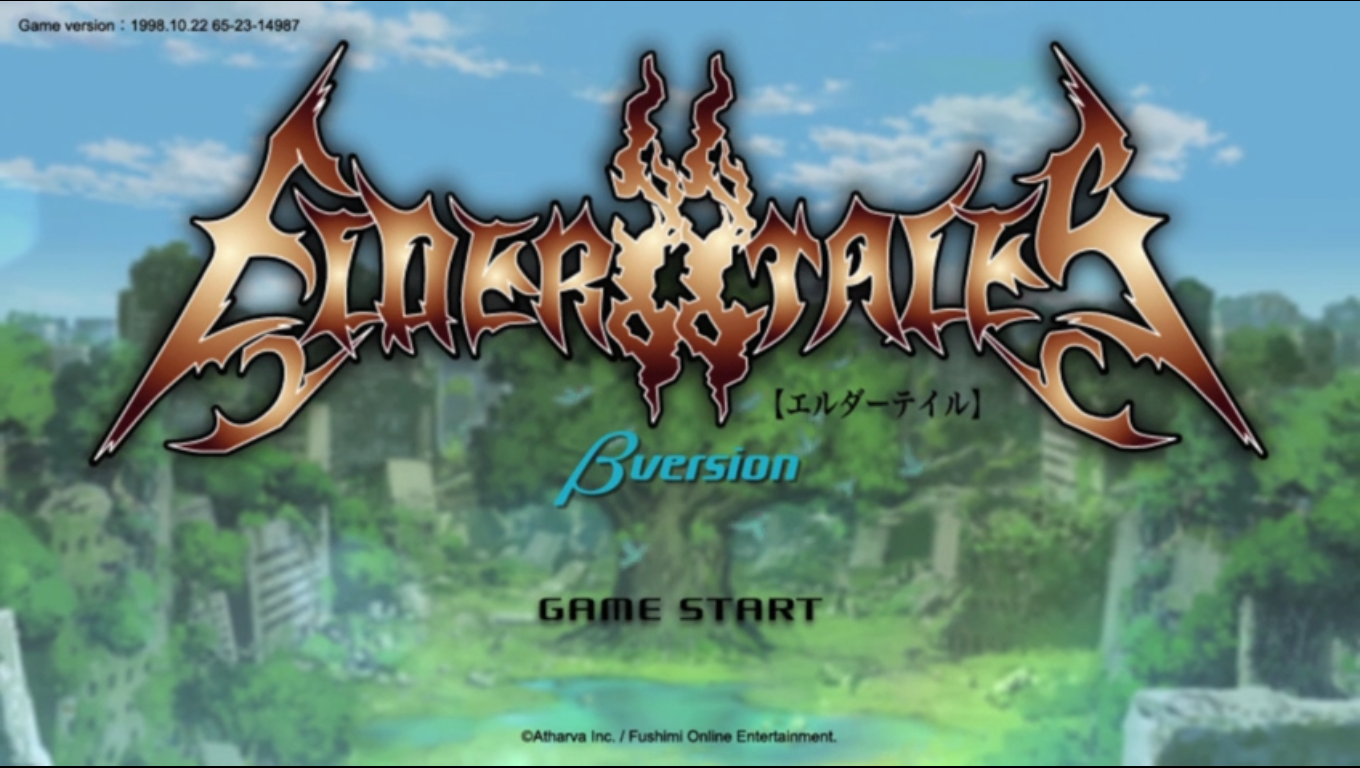 Game version：1998.10.22 65-23-14987
ELDER TALES
【エルダーテイル】
βversion
GAME START
©Atharva Inc. / Fushimi Online Entertainment.